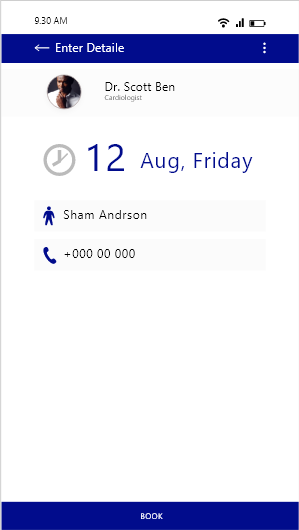 9.30 AM
Enter Detaile
Dr. Scott Ben
Cardiologist
12 Aug, Friday
Sham Andrson
+000 00 000
BOOK